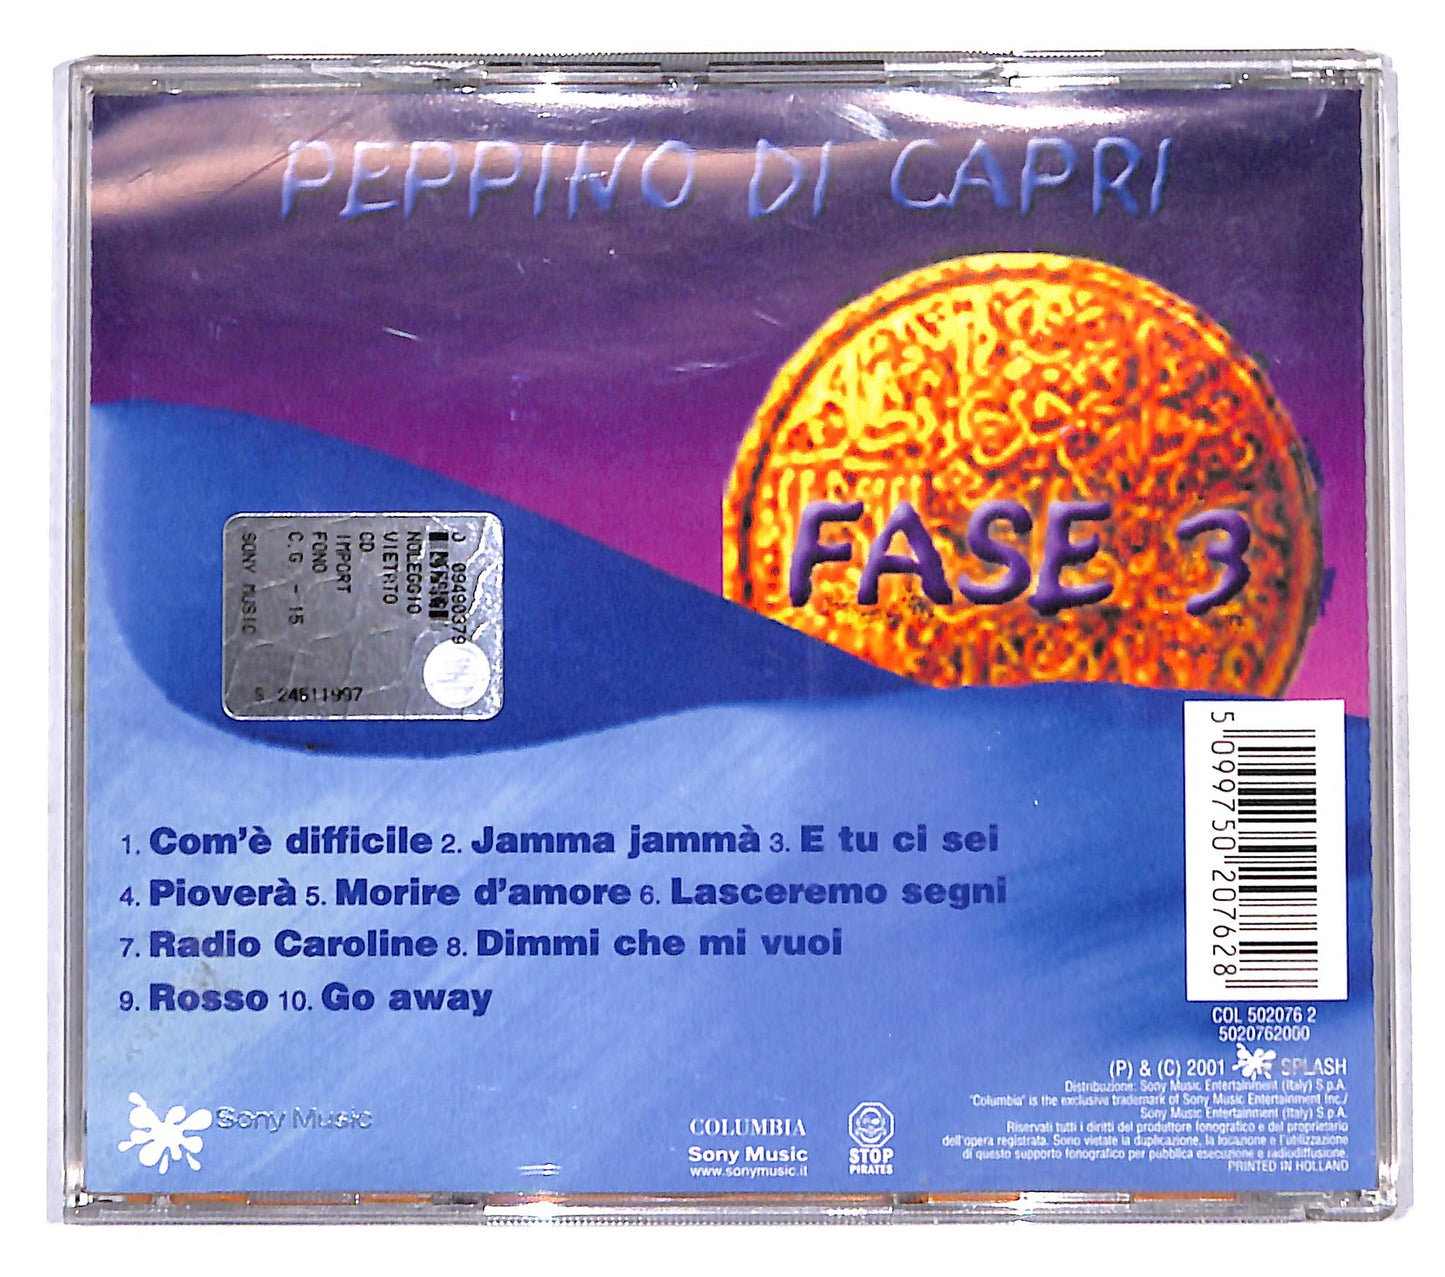 PEPPINO DI CAPRI
FASE 3
J 09490379
NOLEGGIO.
VIETATO
CD
IMPORT
FONO
C.G - 15
SONY MUSIC
S 24611997
1. Com'è difficile 2. Jamma jammà 3. E tu ci sei
4. Pioverà 5. Morire d'amore 6. Lasceremo segni
7. Radio Caroline 8. Dimmi che mi vuoi
9. Rosso 10. Go away
5 099750 207628
COL 502076 2
5020762000
(P) & (C) 2001 SPLASH
Distribuzione: Sony Music Entertainment (Italy) S.p.A.
"Columbia" is the exclusive trademark of Sony Music Entertainment Inc./
Sony Music Entertainment (Italy) S.p.A.
Riservati tutti i diritti del produttore fonografico e del proprietario
dell'opera registrata. Sono vietate la duplicazione, la locazione e l'utilizzazione
di questo supporto fonografico per pubblica esecuzione e radiodiffusione.
PRINTED IN HOLLAND
Sony Music
COLUMBIA
Sony Music
www.sonymusic.it
STOP
PIRATES